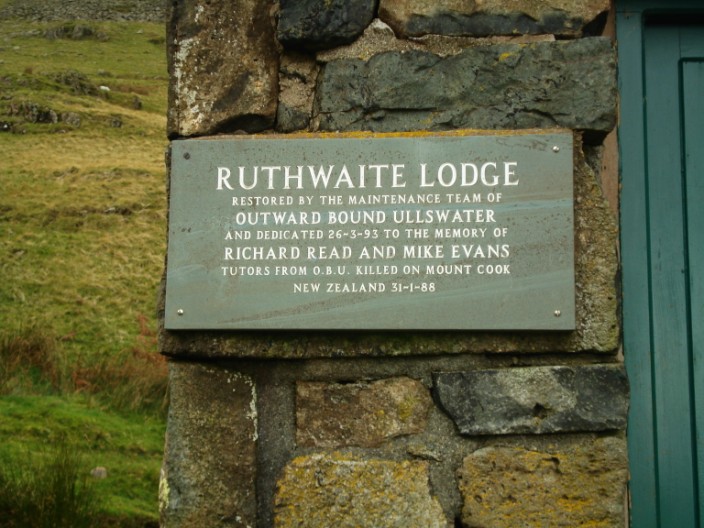 RUTHWAITE LODGE
RESTORED BY THE MAINTENANCE TEAM OF
OUTWARD BOUND ULLSWATER
AND DEDICATED 26-3-93 TO THE MEMORY OF
RICHARD READ AND MIKE EVANS
TUTORS FROM O.B.U. KILLED ON MOUNT COOK
NEW ZEALAND 31-1-88